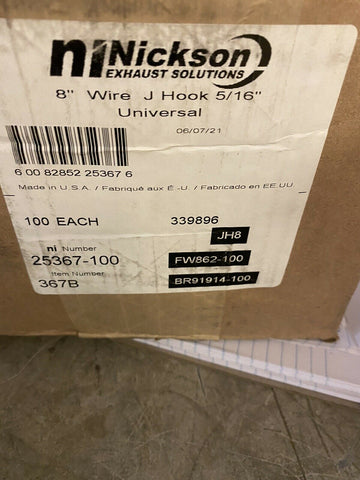 ni Nickson
EXHAUST SOLUTIONS
8" Wire J Hook 5/16"
Universal
06/07/21
6 00 82852 25367 6
Made in U.S.A. / Fabriqué aux É -U. / Fabricado en EE.UU
100 EACH 339896
JH8
ni Number
25367-100 FW862-100
Item Number
367B BR91914-100